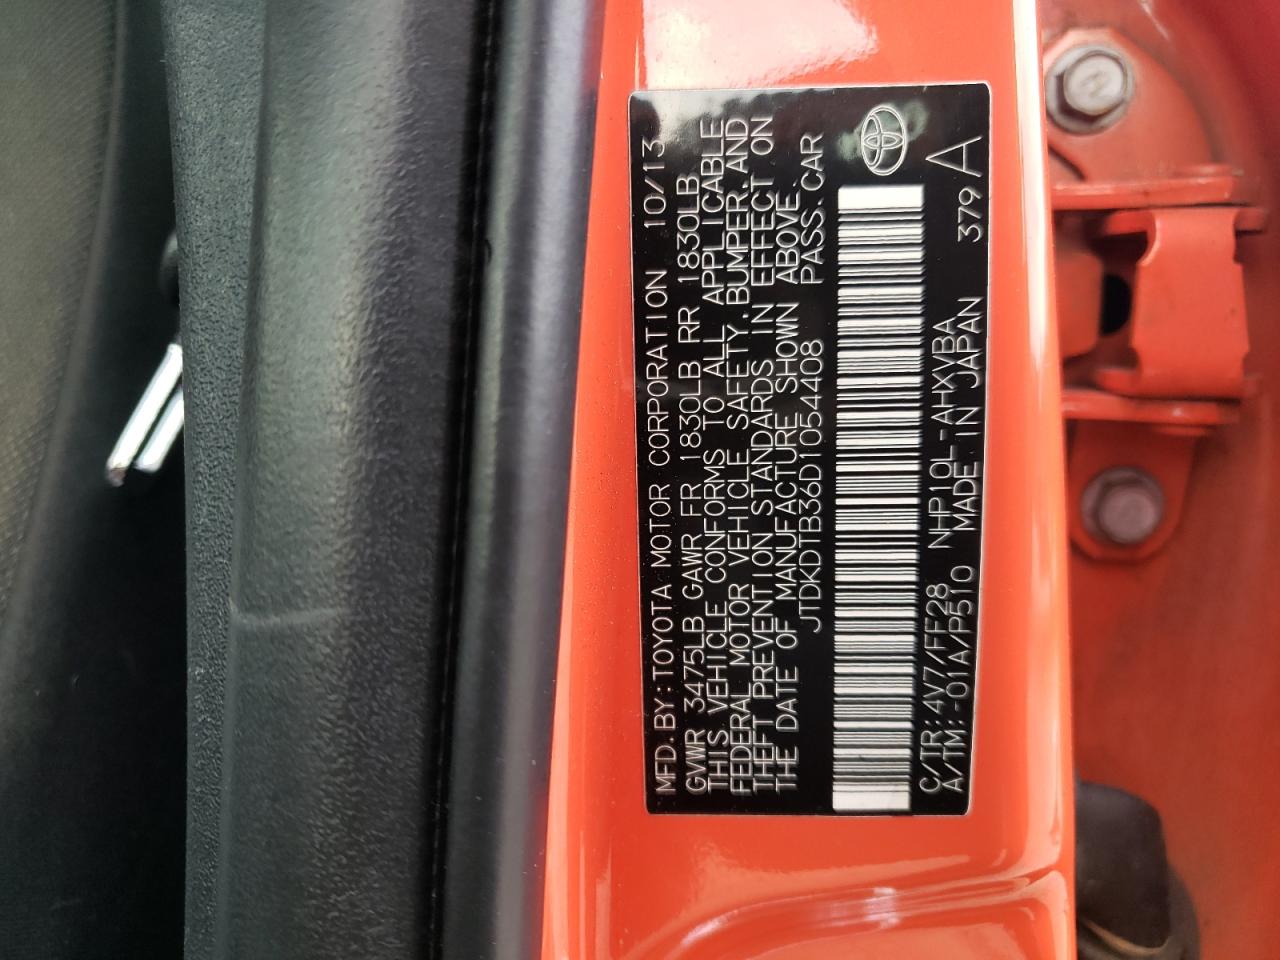 MFD.BY:TOYOTA MOTOR CORPORATION 10/13
GVWR 3475LB GAWR FR 1830LB RR 1830LB
THIS VEHICLE CONFORMS TO ALL APPLICABLE
FEDERAL MOTOR VEHICLE SAFETY,BUMPER,AND
THEFT PREVENTION STANDARDS IN EFFECT ON
THE DATE OF MANUFACTURE SHOWN ABOVE.
JTDKDTB36D1054408 PASS.CAR
C/TR:4V7/FF28 NHP10L-AHXVBA
A/TM:-01A/P510 MADE IN JAPAN 379 A